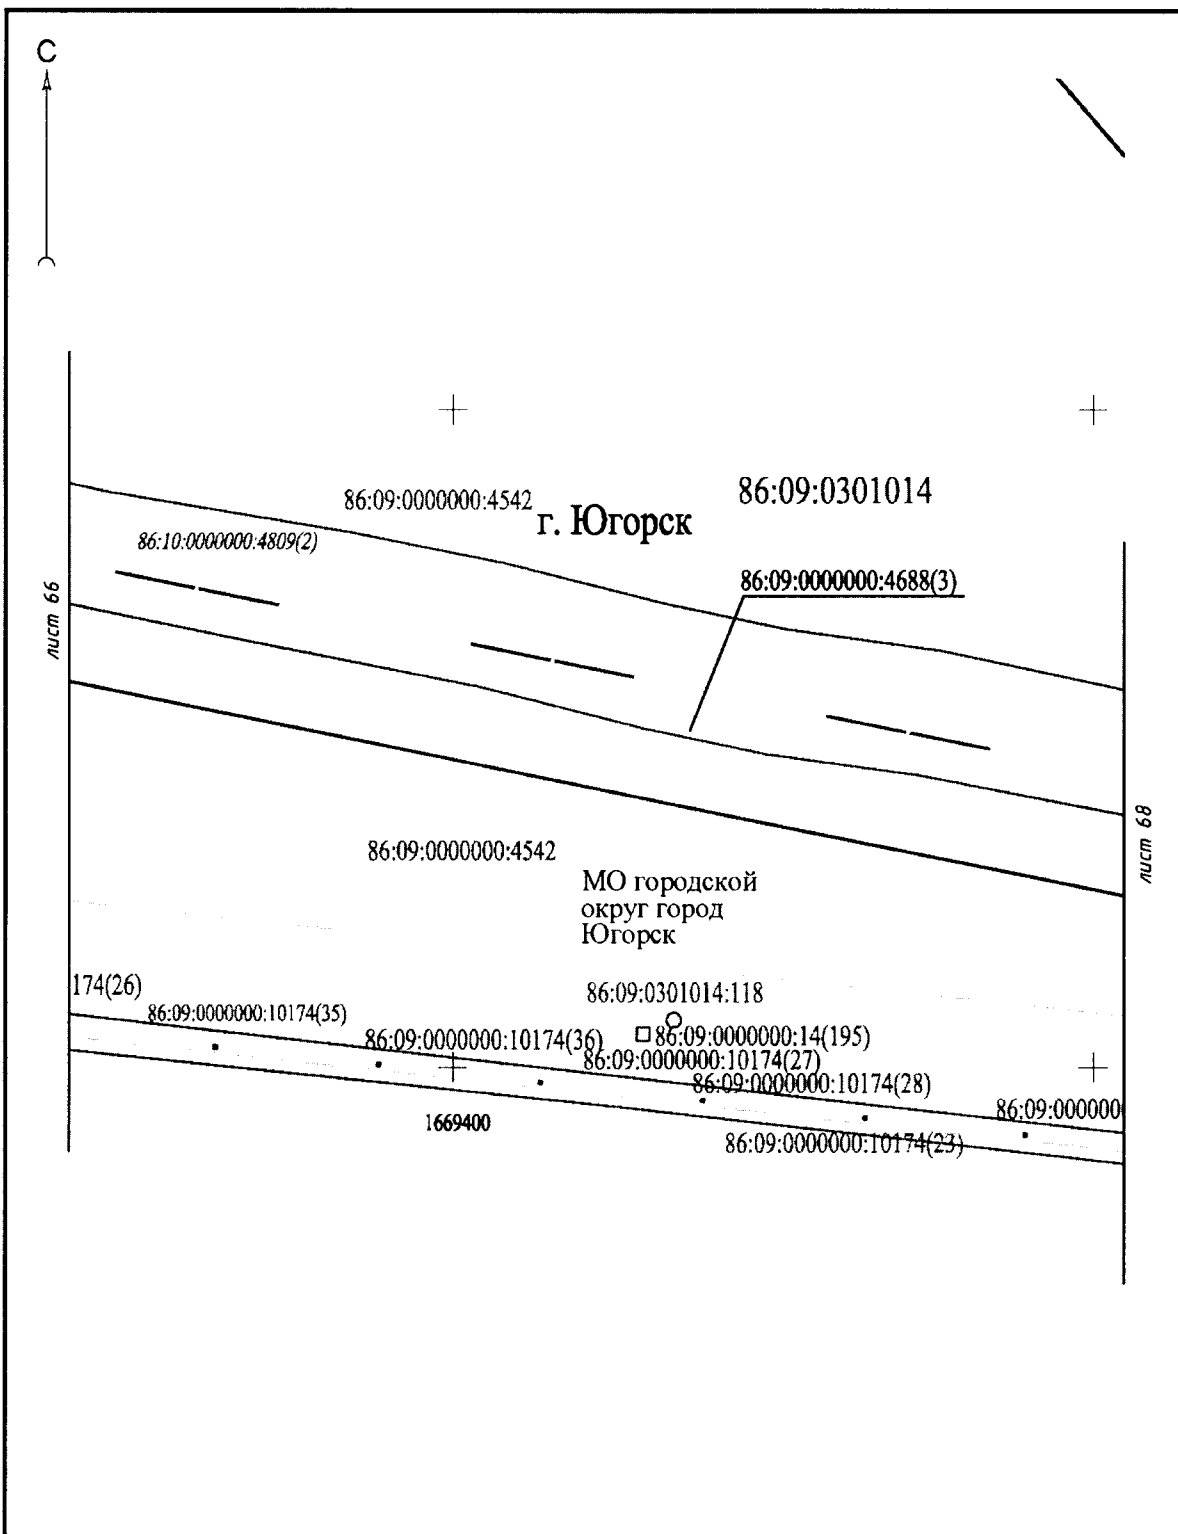 С
86:09:0000000:4542
86:09:0301014
г. Югорск
86:10:0000000:4809(2)
86:09:0000000:4688(3)
лист 66
лист 68
86:09:0000000:4542
МО городской
округ город
Югорск
174(26)
86:09:0301014:118
86:09:0000000:10174(35)
86:09:0000000:10174(36)
86:09:0000000:14(195)
86:09:0000000:10174(27)
86:09:0000000:10174(28)
86:09:0000000
1669400
86:09:0000000:10174(23)